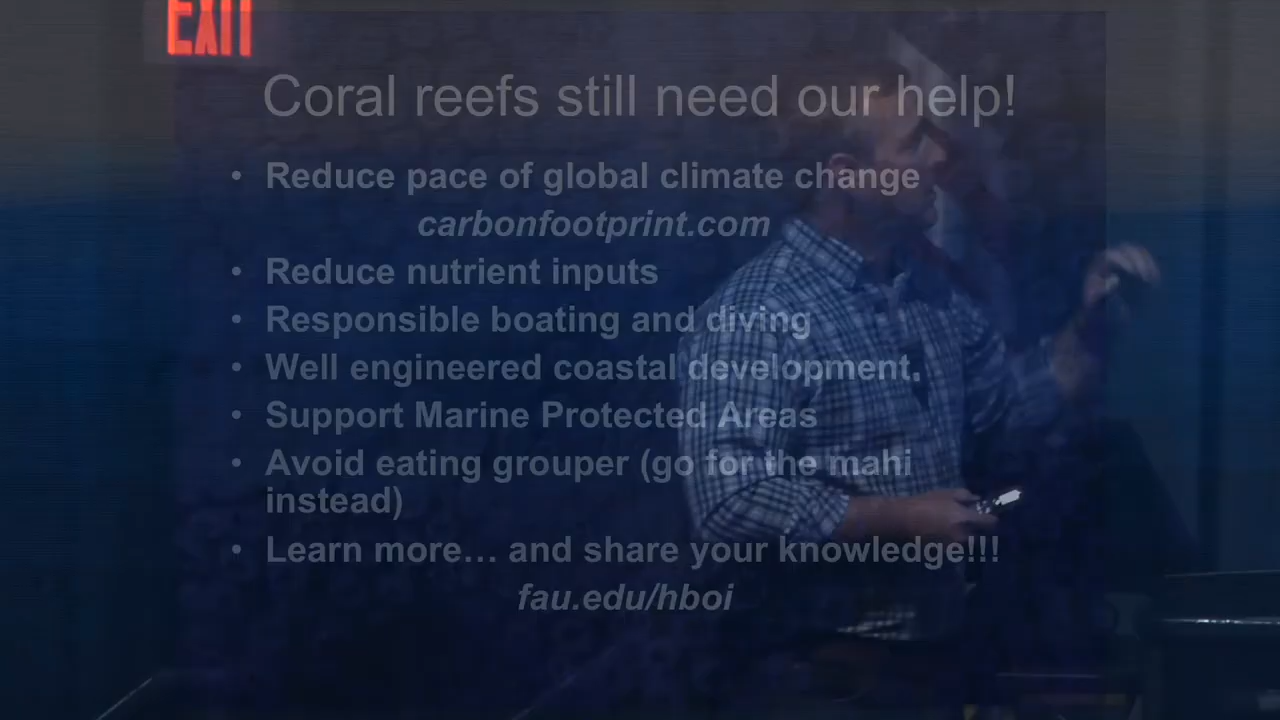 EXIT
Coral reefs still need our help!
• Reduce pace of global climate change
carbonfootprint.com
• Reduce nutrient inputs
• Responsible boating and diving
• Well engineered coastal development.
• Support Marine Protected Areas
• Avoid eating grouper (go for the mahi
instead)
• Learn more… and share your knowledge!!!
fau.edu/hboi